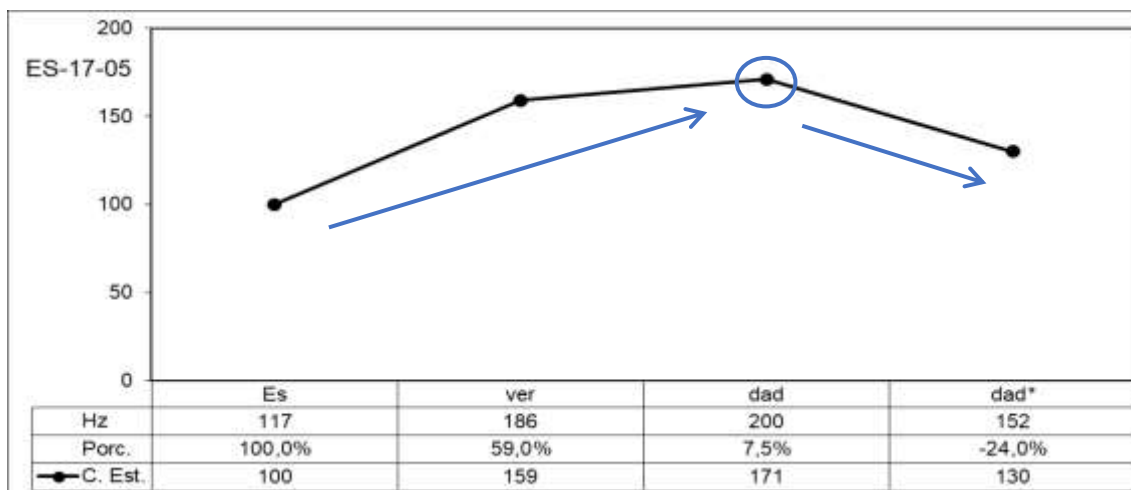 200
ES-17-05
150
100
50
0
Es ver dad dad*
Hz 117 186 200 152
Porc. 100,0% 59,0% 7,5% -24,0%
C. Est. 100 159 171 130